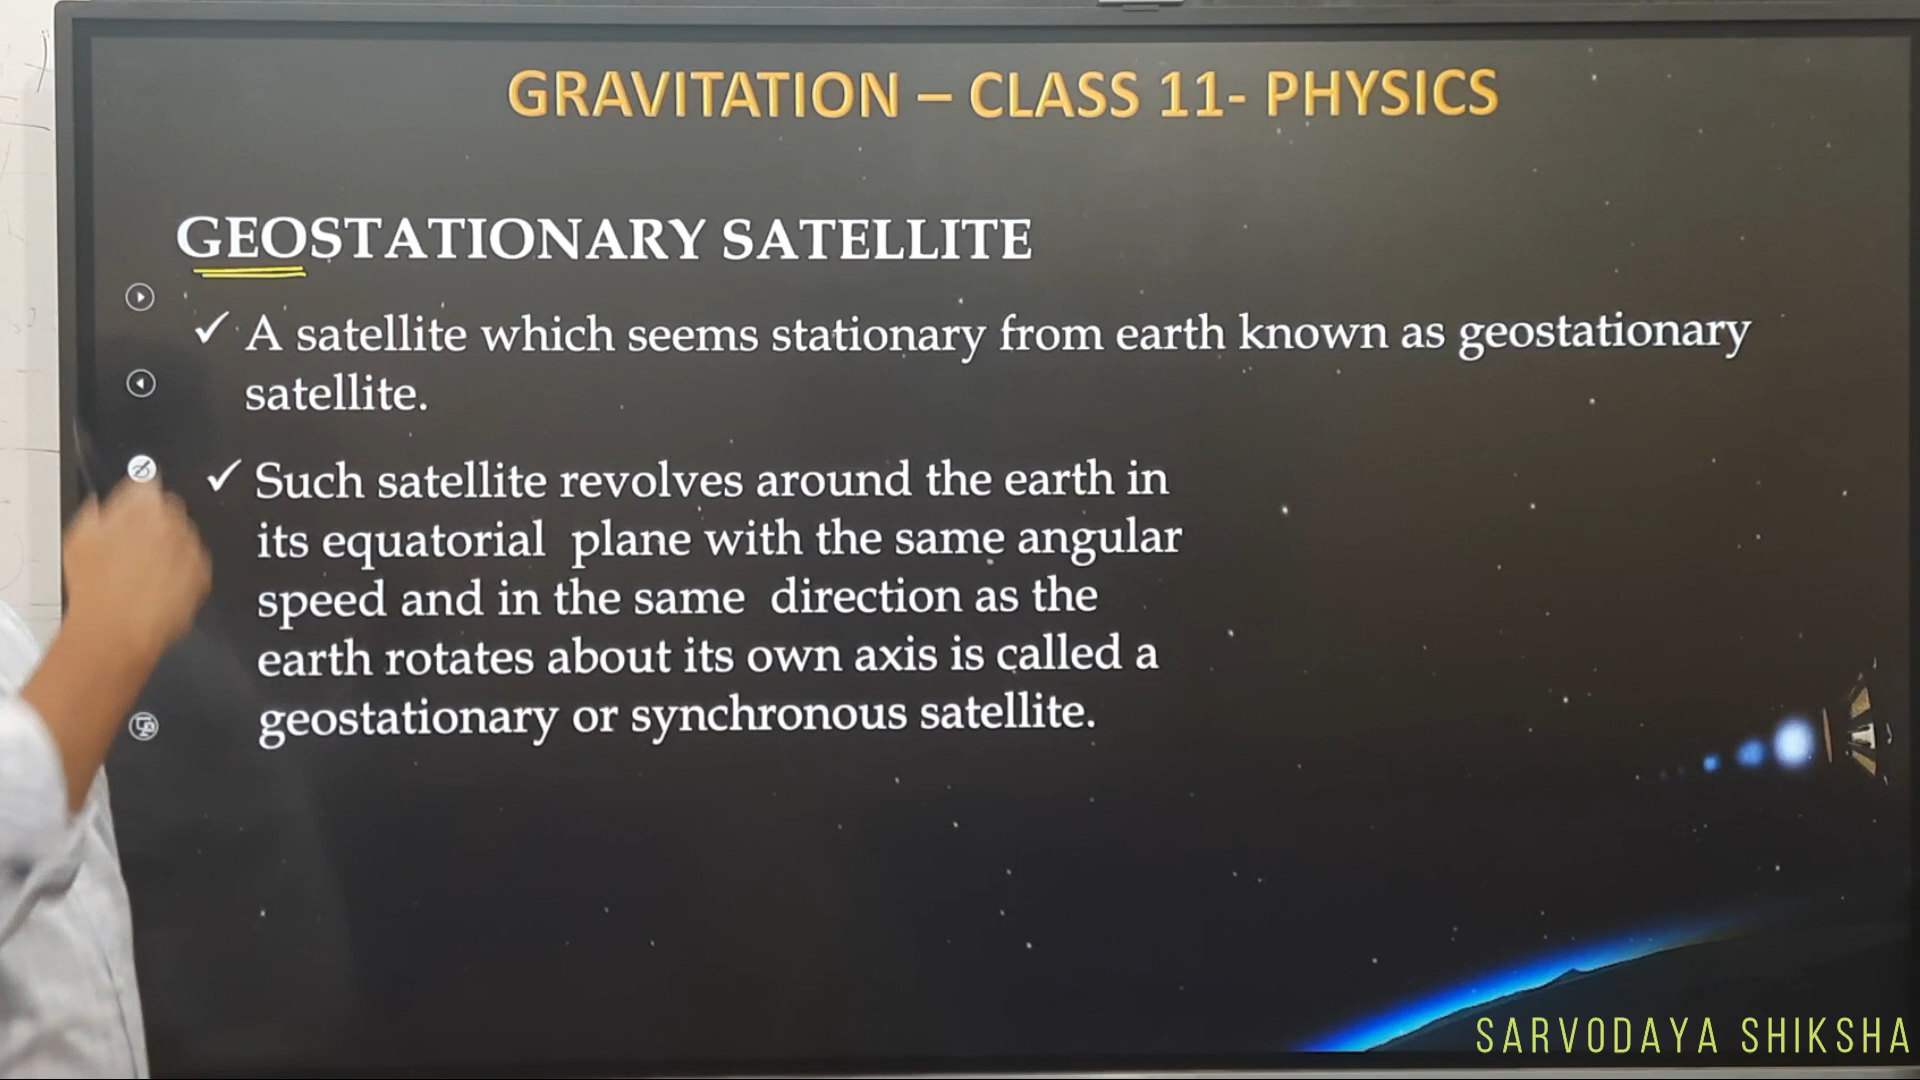 GRAVITATION – CLASS 11- PHYSICS
GEOSTATIONARY SATELLITE
✓ A satellite which seems stationary from earth known as geostationary
satellite.
✓ Such satellite revolves around the earth in
its equatorial plane with the same angular
speed and in the same direction as the
earth rotates about its own axis is called a
geostationary or synchronous satellite.
SARVODAYA SHIKSHA